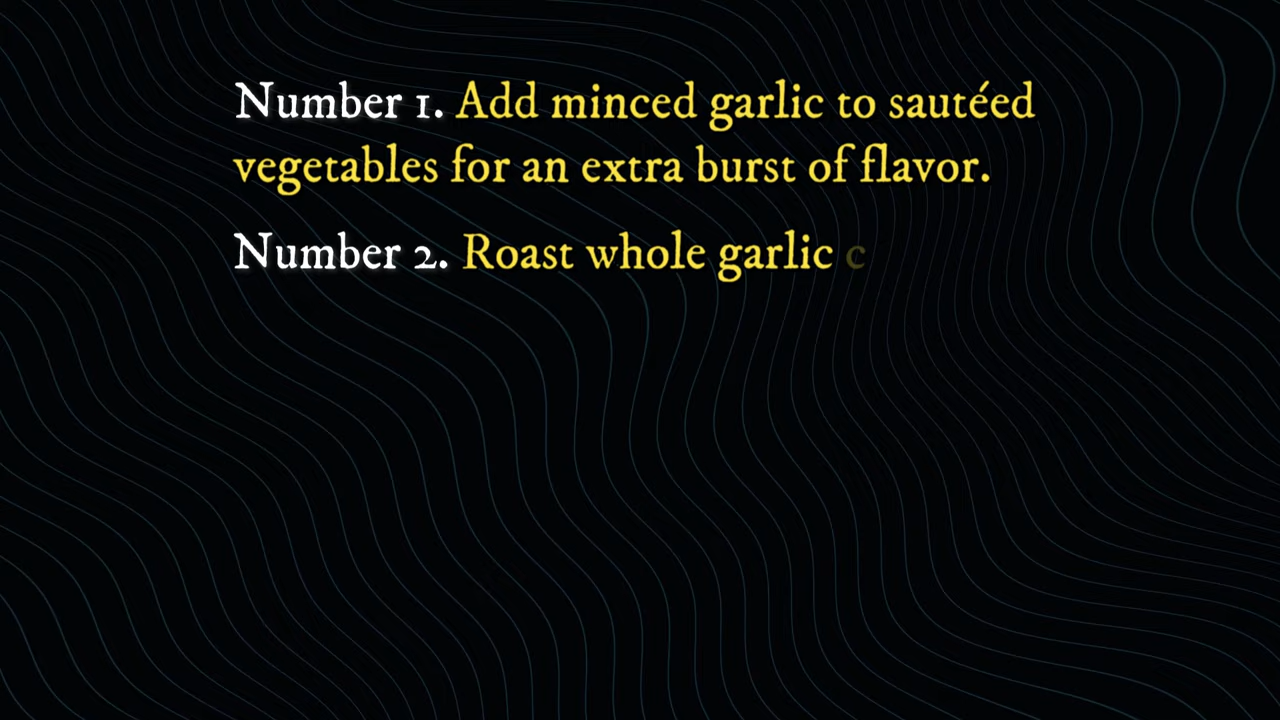 Number 1. Add minced garlic to sautéed
vegetables for an extra burst of flavor.
Number 2. Roast whole garlic c